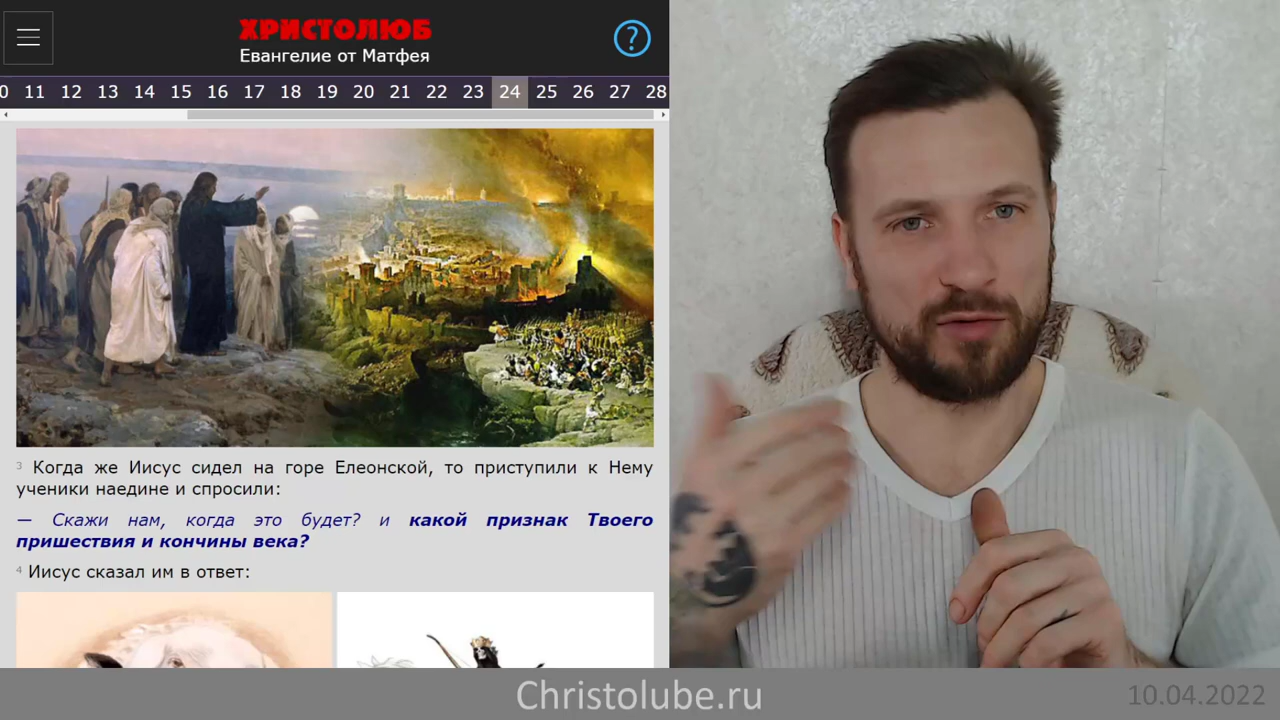 ХРИСТОЛЮБ
Евангелие от Матфея
?
0 11 12 13 14 15 16 17 18 19 20 21 22 23 24 25 26 27 28
3 Когда же Иисус сидел на горе Елеонской, то приступили к Нему
ученики наедине и спросили:
— Скажи нам, когда это будет? и какой признак Твоего
пришествия и кончины века?
4 Иисус сказал им в ответ:
Christolube.ru
10.04.2022